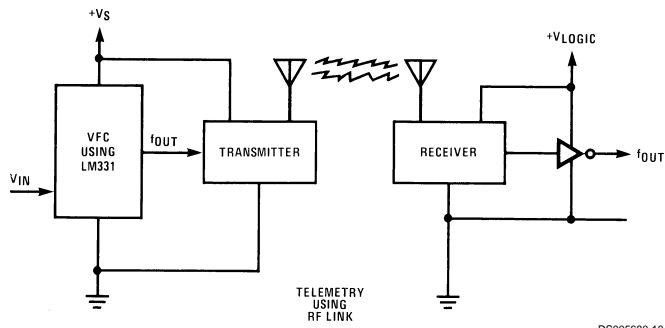 +VS
+VLOGIC
VFC
USING
LM331
fOUT
TRANSMITTER
RECEIVER
fOUT
VIN
TELEMETRY
USING
RF LINK